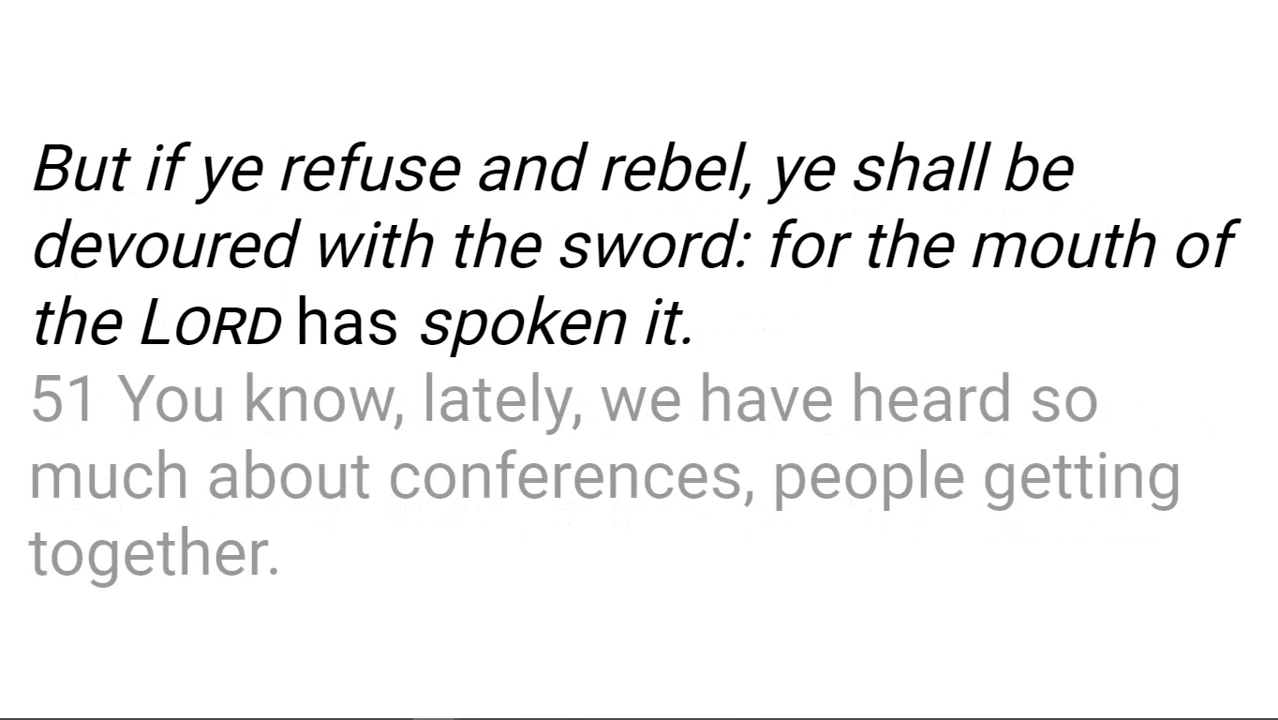 But if ye refuse and rebel, ye shall be
devoured with the sword: for the mouth of
the LORD has spoken it.
51 You know, lately, we have heard so
much about conferences, people getting
together.